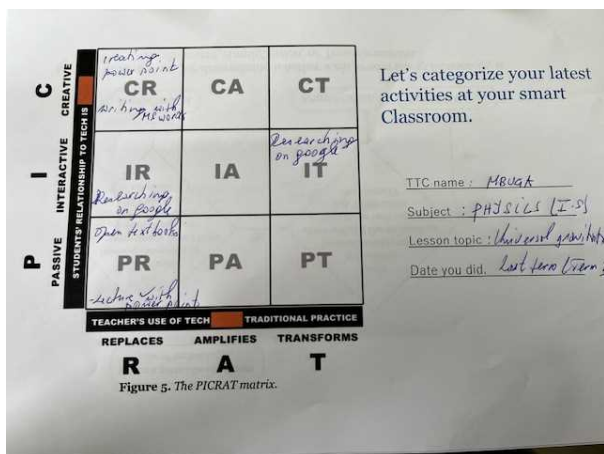 creating
power point
CR
writing with
MS words
CA
CT
IR
Researching
on google
IA
Researching
on google
IT
open textbooks
PR
lecture with
power point
PA
PT
C
I
P
CREATIVE
INTERACTIVE
PASSIVE
STUDENTS' RELATIONSHIP TO TECH IS
TEACHER'S USE OF TECH
TRADITIONAL PRACTICE
REPLACES
AMPLIFIES
TRANSFORMS
R
A
T
Figure 5. The PICRAT matrix.
Let's categorize your latest
activities at your smart
Classroom.
TTC name : MBUGA
Subject : PHYSICS (I.S)
Lesson topic : Universal
Date you did. Last term (Term